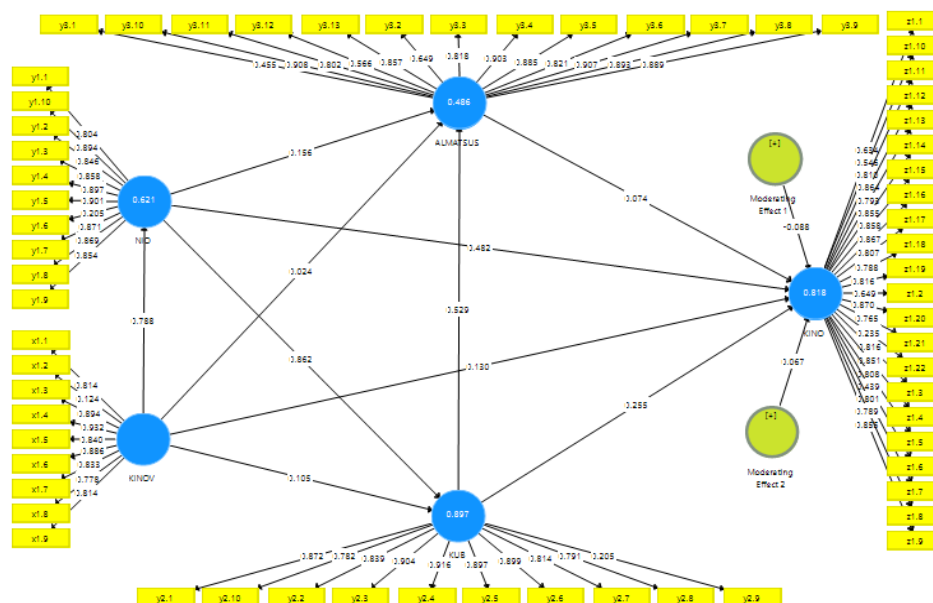 y3.1 y3.10 y3.11 y3.12 y3.13 y3.2 y3.3 y3.4 y3.5 y3.6 y3.7 y3.8 y3.9
0.455 0.908 0.802 0.566 0.857 0.649 0.818 0.903 0.885 0.821 0.907 0.893 0.889
0.486
ALMATSUS
y1.1
y1.10
y1.2
y1.3
y1.4
y1.5
y1.6
y1.7
y1.8
y1.9
0.804
0.894
0.846
0.858
0.897
0.901
0.205
0.871
0.869
0.854
0.621
NIO
0.156
0.024
0.482
0.862
0.788
0.529
0.074
0.130
0.255
x1.1
x1.2
x1.3
x1.4
x1.5
x1.6
x1.7
x1.8
x1.9
0.814
0.124
0.894
0.932
0.840
0.886
0.833
0.778
0.814
KINOV
0.105
0.897
KUB
0.872 0.782 0.839 0.904 0.916 0.897 0.899 0.814 0.791 0.205
y2.1 y2.10 y2.2 y2.3 y2.4 y2.5 y2.6 y2.7 y2.8 y2.9
[+]
Moderating
Effect 1
-0.088
0.818
KINO
0.067
[+]
Moderating
Effect 2
0.634
0.546
0.864
0.793
0.855
0.858
0.867
0.807
0.788
0.816
0.649
0.870
0.765
0.235
0.816
0.851
0.808
0.439
0.801
0.789
0.855
z1.1
z1.10
z1.11
z1.12
z1.13
z1.14
z1.15
z1.16
z1.17
z1.18
z1.19
z1.2
z1.20
z1.21
z1.22
z1.3
z1.4
z1.5
z1.6
z1.7
z1.8
z1.9